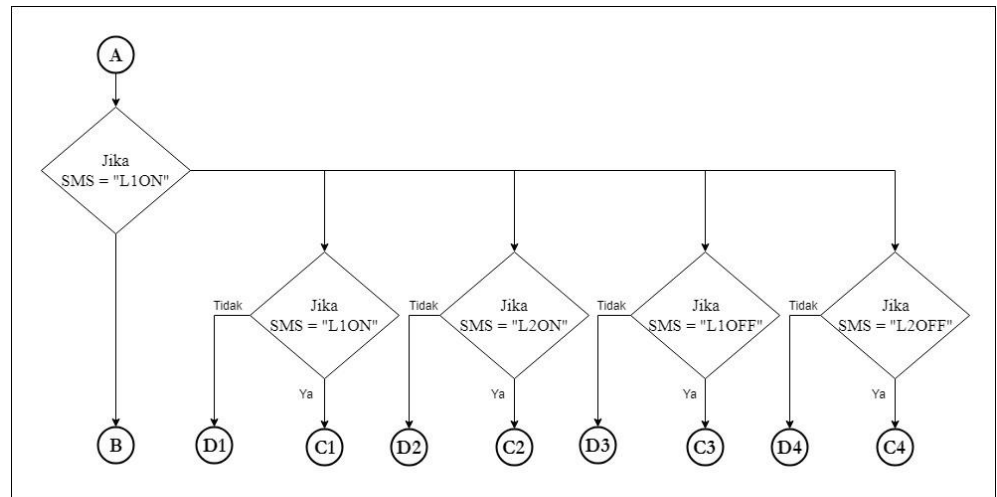 A
Jika
SMS = "L1ON"
Tidak
Jika
SMS = "L1ON"
Tidak
Jika
SMS = "L2ON"
Tidak
Jika
SMS = "L1OFF"
Tidak
Jika
SMS = "L2OFF"
Ya
Ya
Ya
Ya
B
D1
C1
D2
C2
D3
C3
D4
C4